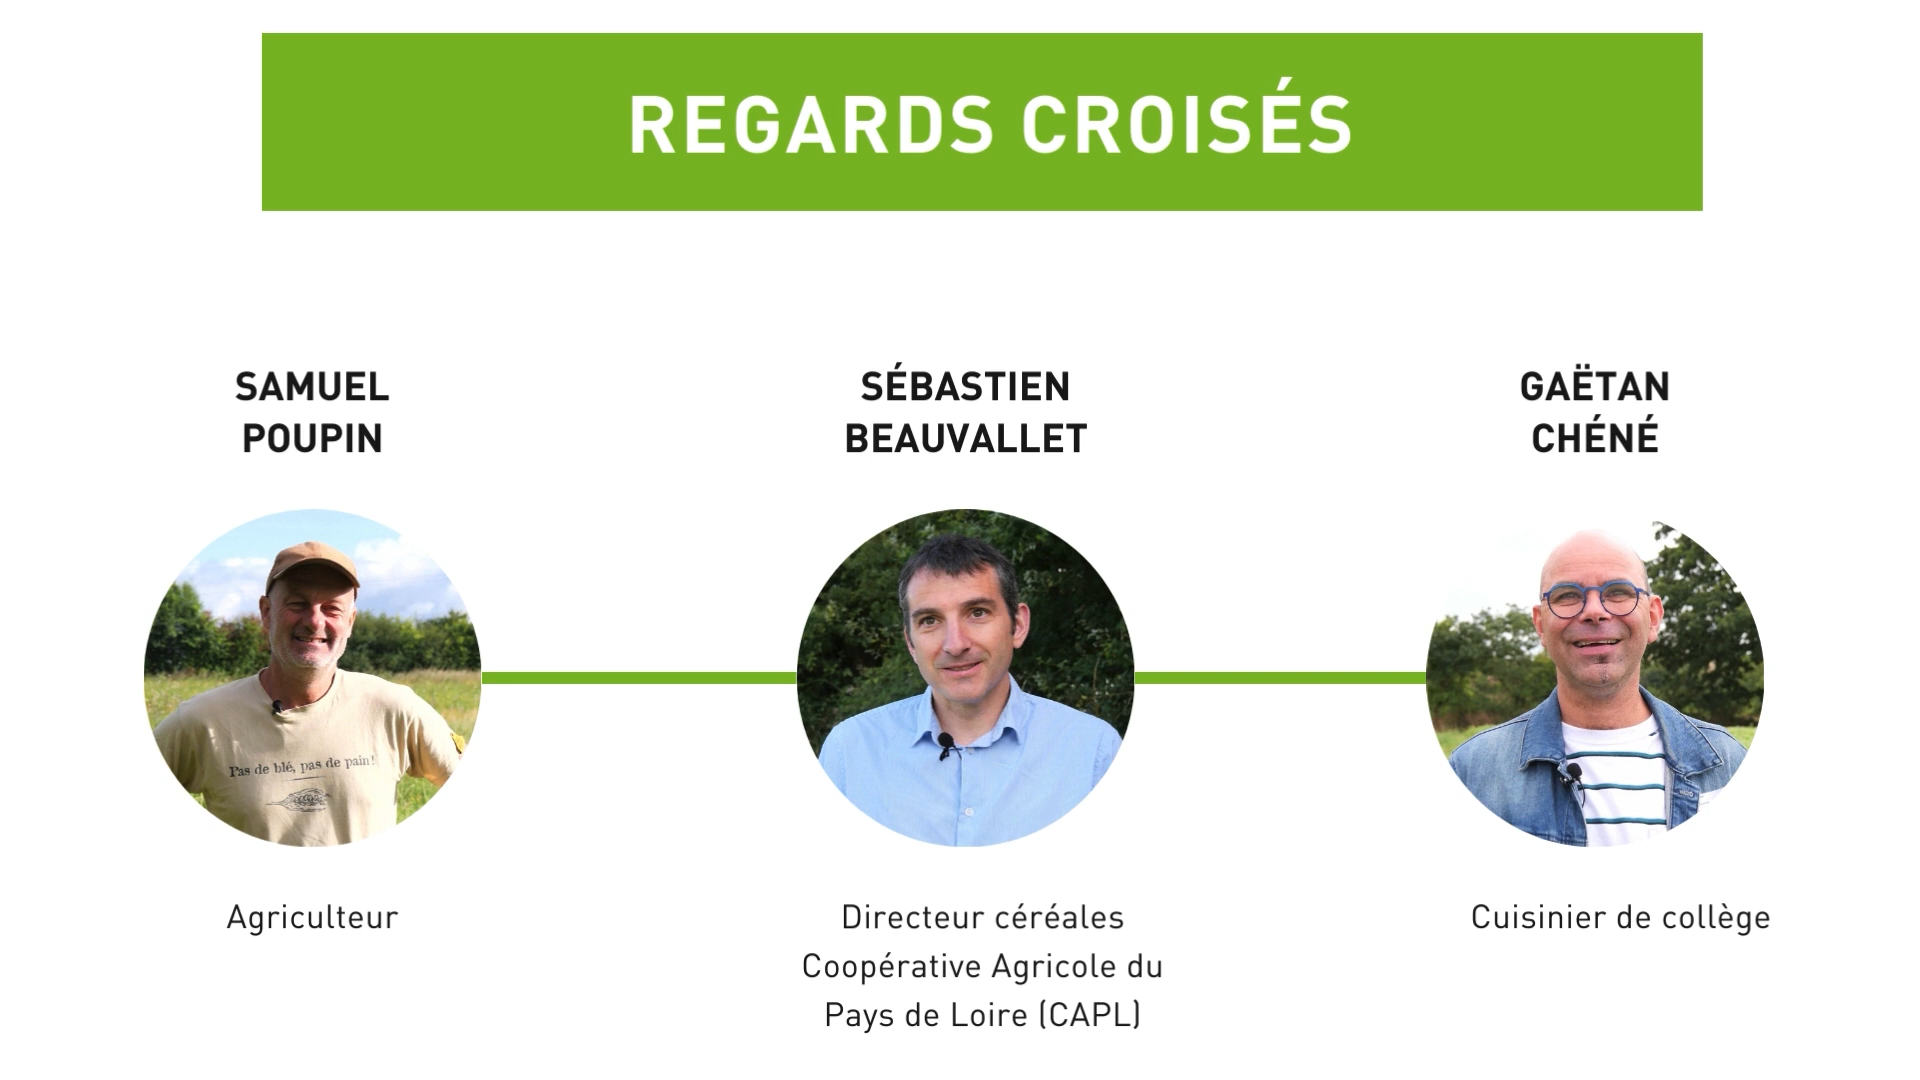 REGARDS CROISÉS
SAMUEL
POUPIN
SÉBASTIEN
BEAUVALLET
GAËTAN
CHÉNÉ
Pas de blé, pas de pain!
Agriculteur
Directeur céréales
Coopérative Agricole du
Pays de Loire (CAPL)
Cuisinier de collège